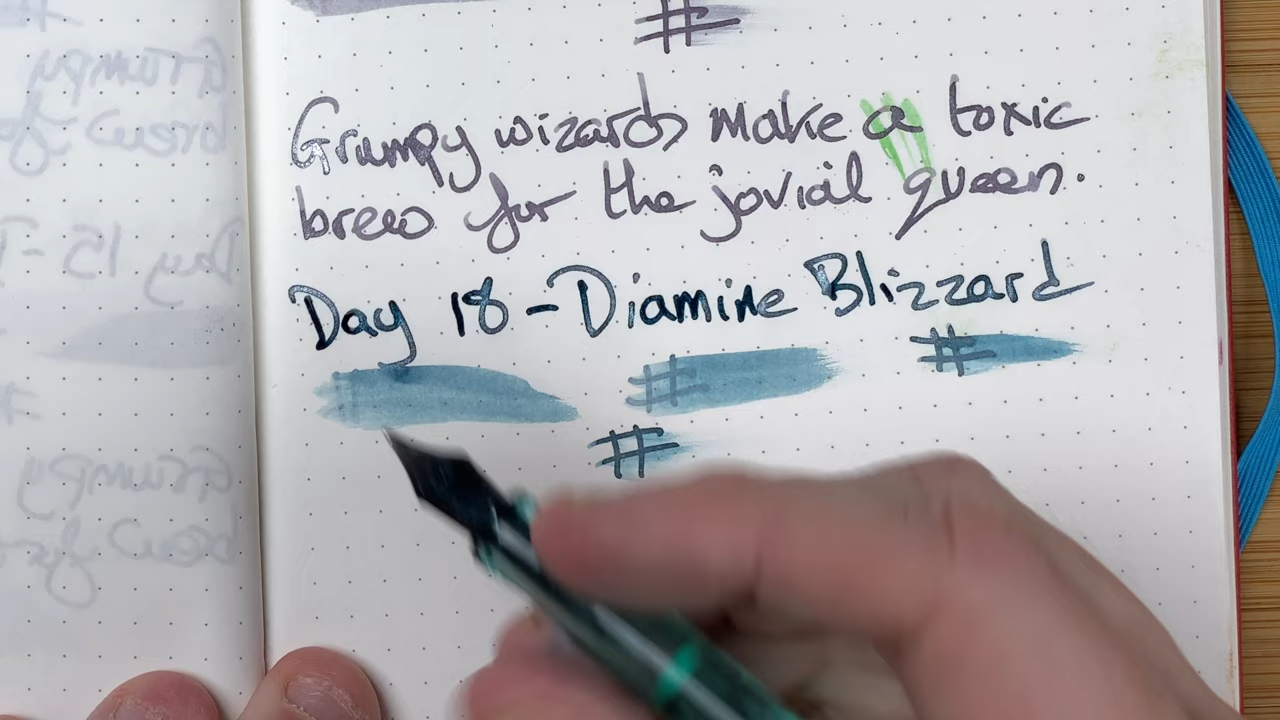 #
Grumpy wizards make a toxic
brew for the jovial queen.
Day 18 - Diamine Blizzard
# #
#